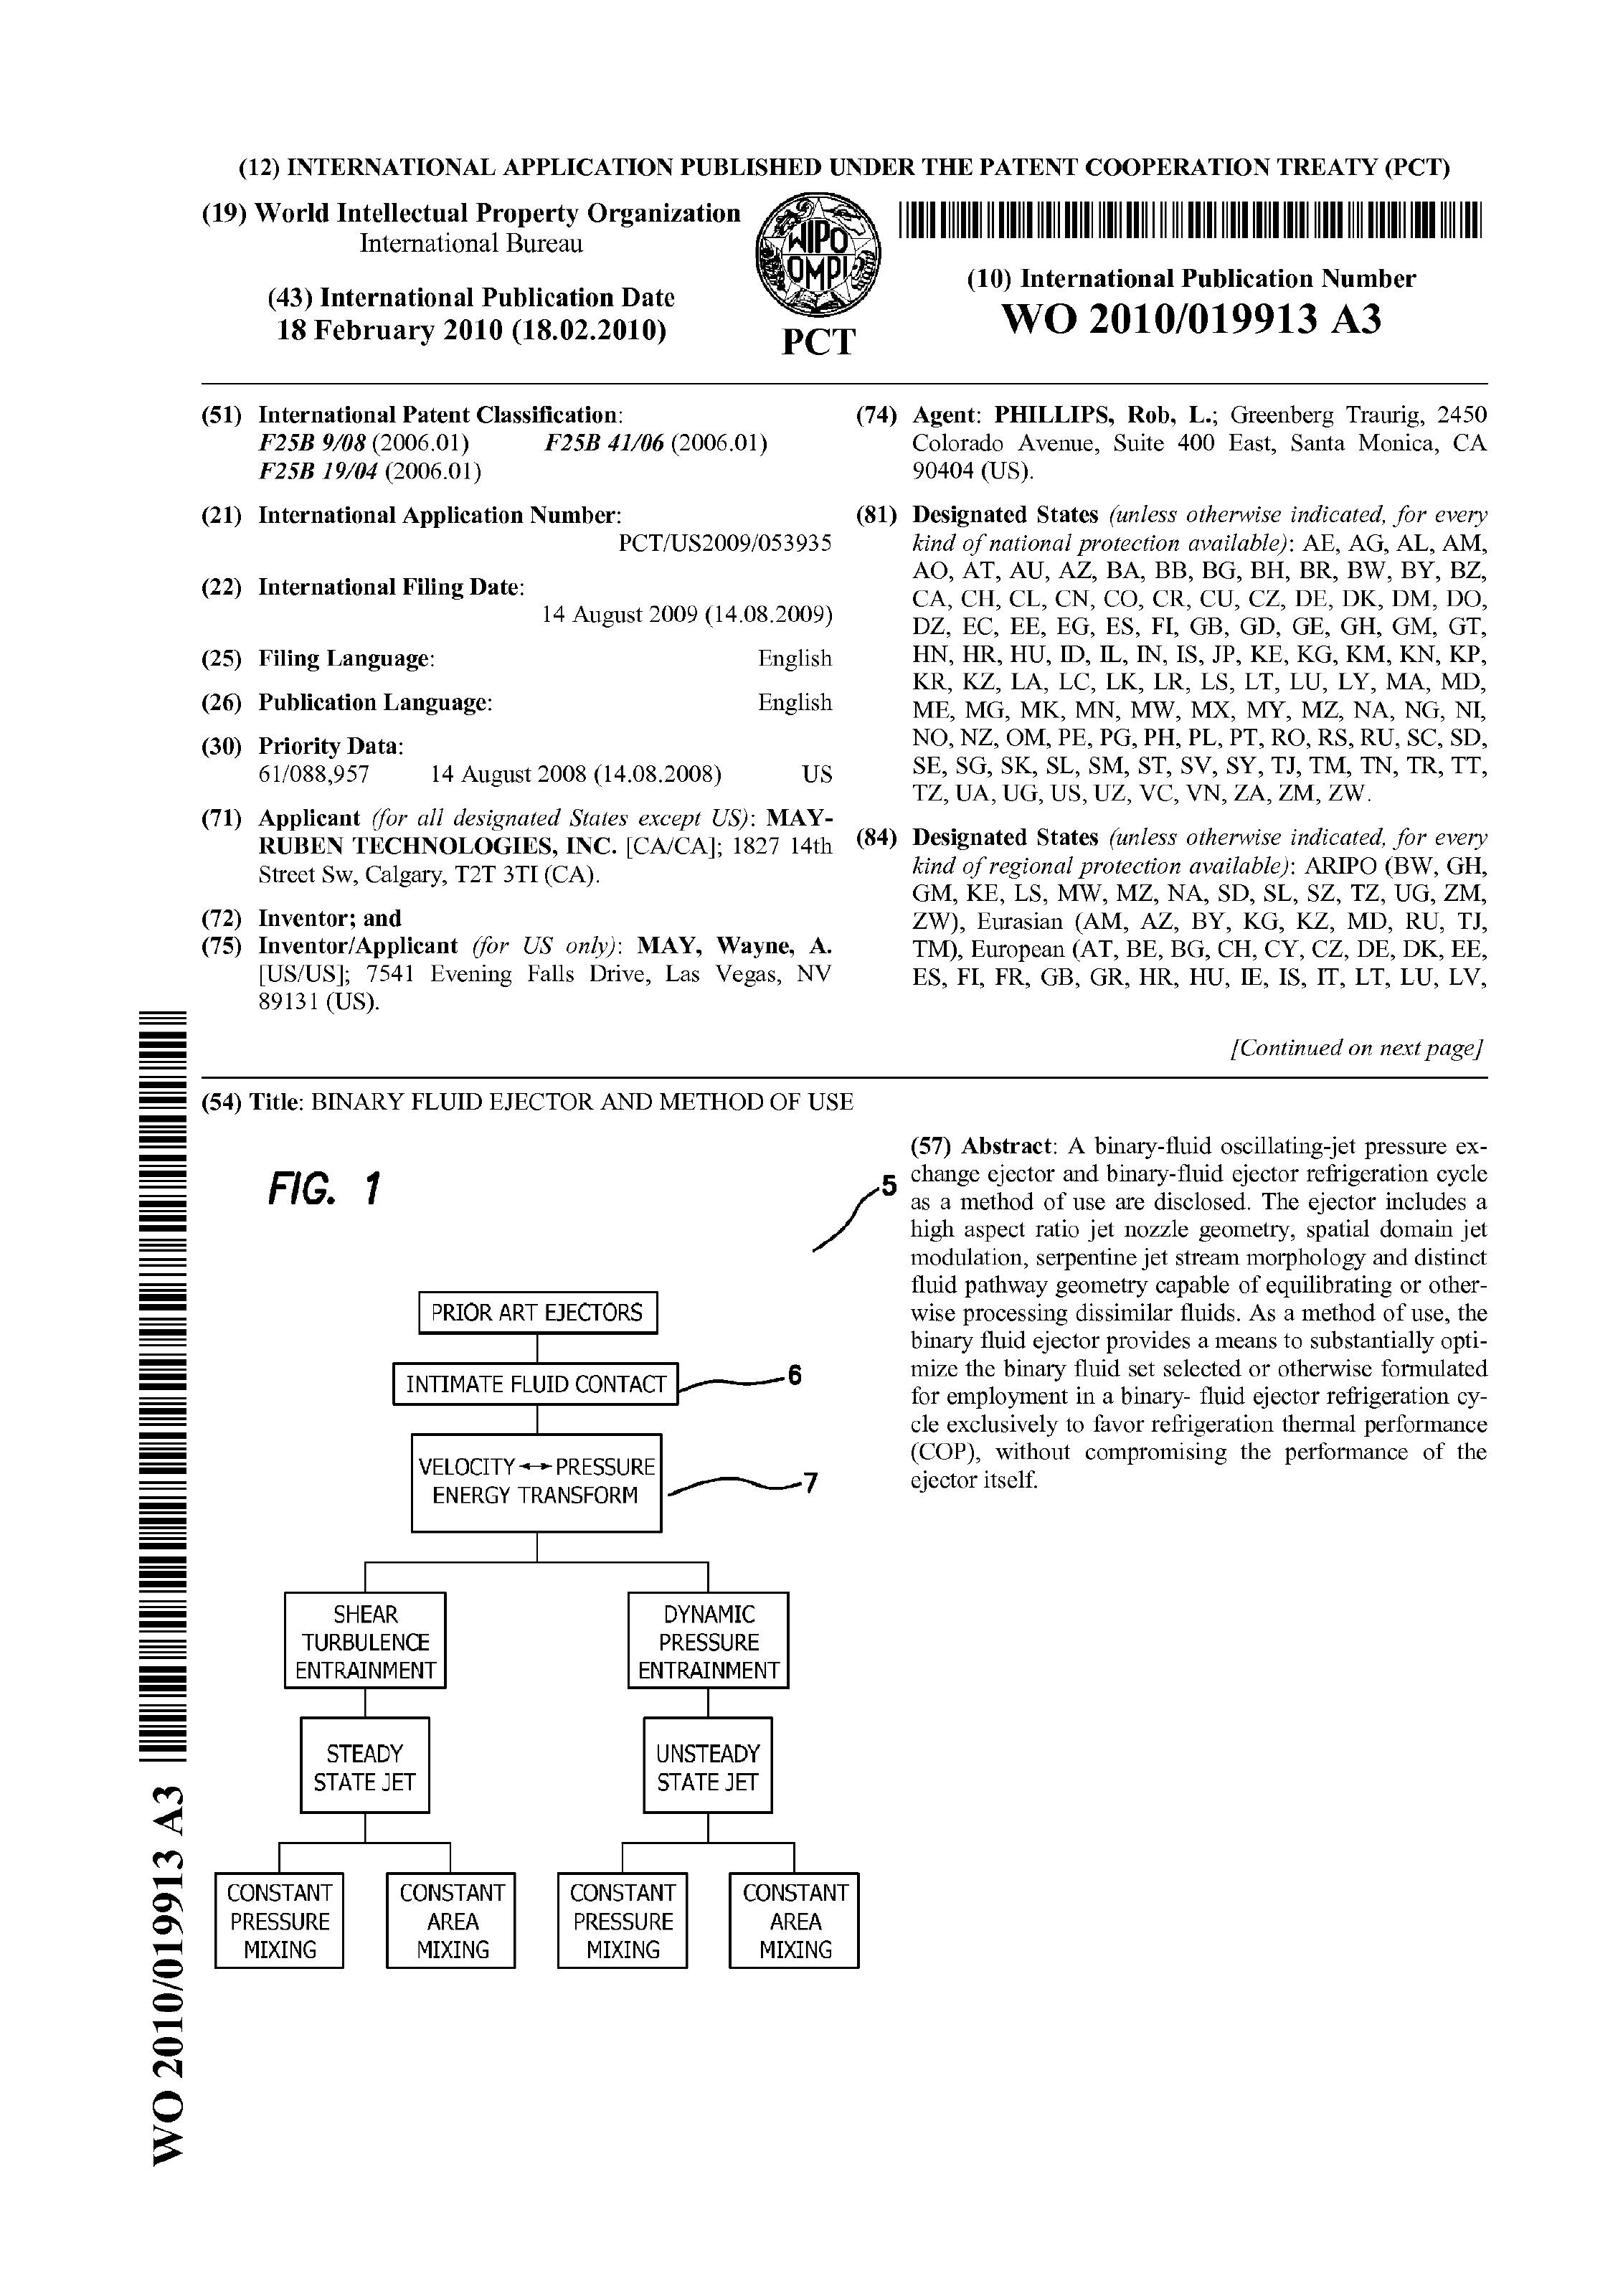 (12) INTERNATIONAL APPLICATION PUBLISHED UNDER THE PATENT COOPERATION TREATY (PCT)
(19) World Intellectual Property Organization
International Bureau
(43) International Publication Date
18 February 2010 (18.02.2010)
WIPO
OMPI
PCT
(10) International Publication Number
WO 2010/019913 A3
(51) International Patent Classification:
F25B 9/08 (2006.01) F25B 41/06 (2006.01)
F25B 19/04 (2006.01)
(21) International Application Number:
PCT/US2009/053935
(22) International Filing Date:
14 August 2009 (14.08.2009)
(25) Filing Language: English
(26) Publication Language: English
(30) Priority Data:
61/088,957 14 August 2008 (14.08.2008) US
(71) Applicant (for all designated States except US): MAY-
RUBEN TECHNOLOGIES, INC. [CA/CA]; 1827 14th
Street Sw, Calgary, T2T 3TI (CA).
(72) Inventor; and
(75) Inventor/Applicant (for US only): MAY, Wayne, A.
[US/US]; 7541 Evening Falls Drive, Las Vegas, NV
89131 (US).
(74) Agent: PHILLIPS, Rob, L.; Greenberg Traurig, 2450
Colorado Avenue, Suite 400 East, Santa Monica, CA
90404 (US).
(81) Designated States (unless otherwise indicated, for every
kind of national protection available): AE, AG, AL, AM,
AO, AT, AU, AZ, BA, BB, BG, BH, BR, BW, BY, BZ,
CA, CH, CL, CN, CO, CR, CU, CZ, DE, DK, DM, DO,
DZ, EC, EE, EG, ES, FI, GB, GD, GE, GH, GM, GT,
HN, HR, HU, ID, IL, IN, IS, JP, KE, KG, KM, KN, KP,
KR, KZ, LA, LC, LK, LR, LS, LT, LU, LY, MA, MD,
ME, MG, MK, MN, MW, MX, MY, MZ, NA, NG, NI,
NO, NZ, OM, PE, PG, PH, PL, PT, RO, RS, RU, SC, SD,
SE, SG, SK, SL, SM, ST, SV, SY, TJ, TM, TN, TR, TT,
TZ, UA, UG, US, UZ, VC, VN, ZA, ZM, ZW.
(84) Designated States (unless otherwise indicated, for every
kind of regional protection available): ARIPO (BW, GH,
GM, KE, LS, MW, MZ, NA, SD, SL, SZ, TZ, UG, ZM,
ZW), Eurasian (AM, AZ, BY, KG, KZ, MD, RU, TJ,
TM), European (AT, BE, BG, CH, CY, CZ, DE, DK, EE,
ES, FI, FR, GB, GR, HR, HU, IE, IS, IT, LT, LU, LV,
[Continued on next page]
(54) Title: BINARY FLUID EJECTOR AND METHOD OF USE
FIG. 1
5
PRIOR ART EJECTORS
INTIMATE FLUID CONTACT
6
VELOCITY↔PRESSURE
ENERGY TRANSFORM
7
SHEAR
TURBULENCE
ENTRAINMENT
DYNAMIC
PRESSURE
ENTRAINMENT
STEADY
STATE JET
UNSTEADY
STATE JET
CONSTANT
PRESSURE
MIXING
CONSTANT
AREA
MIXING
CONSTANT
PRESSURE
MIXING
CONSTANT
AREA
MIXING
(57) Abstract: A binary-fluid oscillating-jet pressure ex-
change ejector and binary-fluid ejector refrigeration cycle
as a method of use are disclosed. The ejector includes a
high aspect ratio jet nozzle geometry, spatial domain jet
modulation, serpentine jet stream morphology and distinct
fluid pathway geometry capable of equilibrating or other-
wise processing dissimilar fluids. As a method of use, the
binary fluid ejector provides a means to substantially opti-
mize the binary fluid set selected or otherwise formulated
for employment in a binary- fluid ejector refrigeration cy-
cle exclusively to favor refrigeration thermal performance
(COP), without compromising the performance of the
ejector itself.
WO 2010/019913 A3